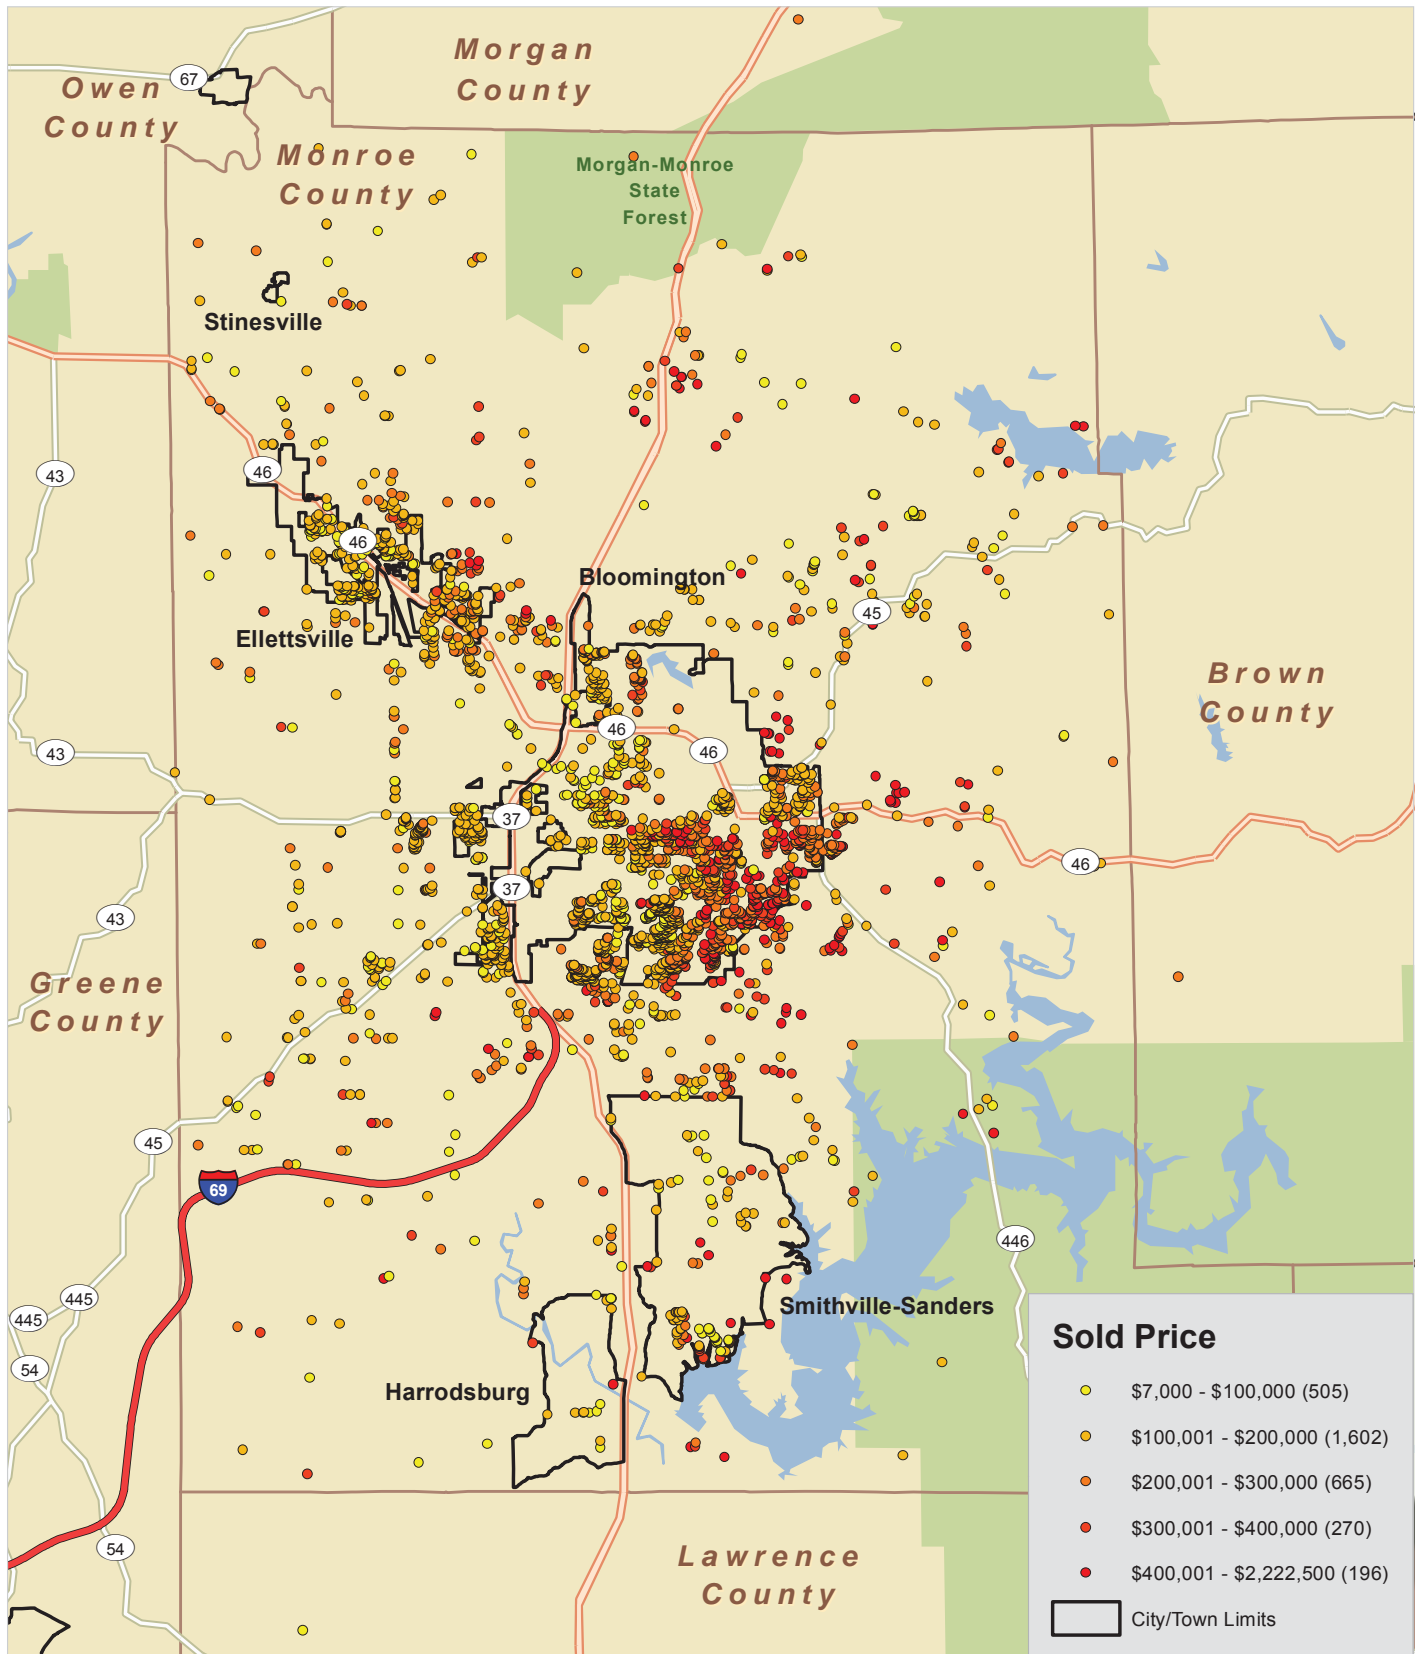 Morgan
County
67
Owen
County
Monroe
County
Morgan-Monroe
State
Forest
Stinesville
43
46
46
Bloomington
45
Ellettsville
Brown
County
43
46
46
37
46
37
43
Greene
County
45
69
446
445
445
Smithville-Sanders
54
Harrodsburg
54
Lawrence
County
Sold Price
$7,000 - $100,000 (505)
$100,001 - $200,000 (1,602)
$200,001 - $300,000 (665)
$300,001 - $400,000 (270)
$400,001 - $2,222,500 (196)
City/Town Limits